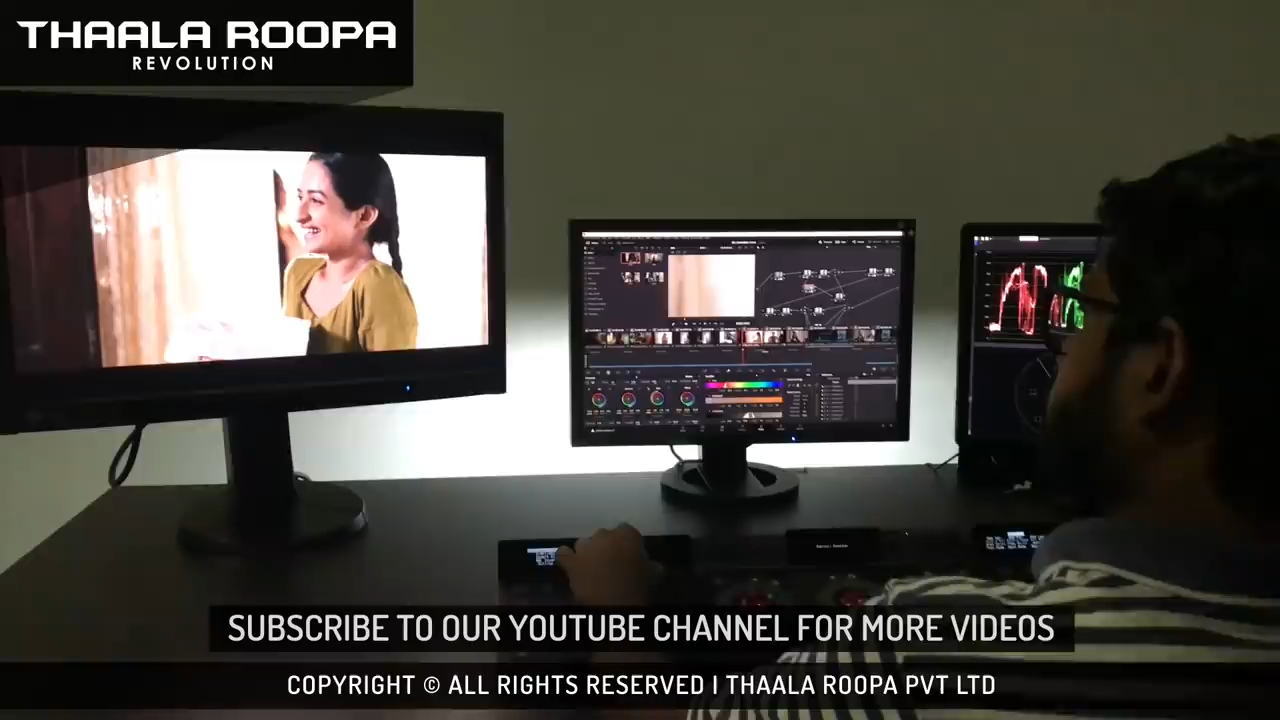 THAALA ROOPA
REVOLUTION
SUBSCRIBE TO OUR YOUTUBE CHANNEL FOR MORE VIDEOS
COPYRIGHT © ALL RIGHTS RESERVED I THAALA ROOPA PVT LTD